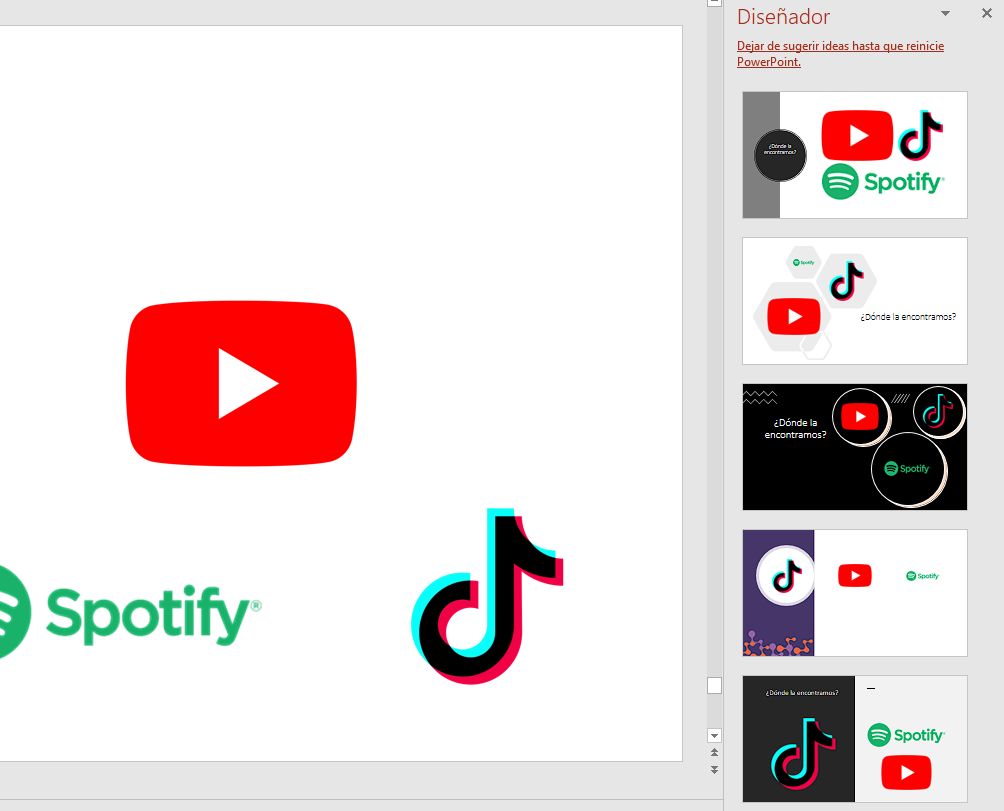 Diseñador
Dejar de sugerir ideas hasta que reinicie
PowerPoint.
Spotify®
¿Dónde la
encontramos?
Spotify®
Spotify
¿Dónde la encontramos?
¿Dónde la
encontramos?
Spotify
Spotify
¿Dónde la encontramos?
Spotify